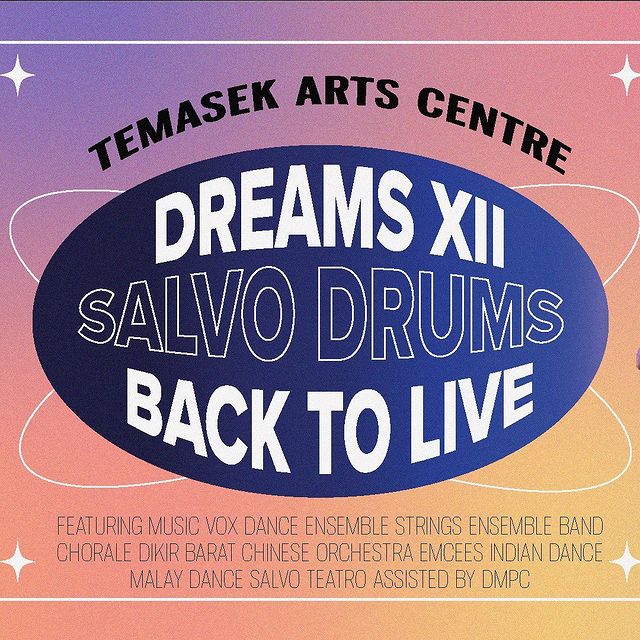 TEMASEK ARTS CENTRE
DREAMS XII
SALVO DRUMS
BACK TO LIVE
FEATURING MUSIC VOX DANCE ENSEMBLE STRINGS ENSEMBLE BAND
CHORALE DIKIR BARAT CHINESE ORCHESTRA EMCEES INDIAN DANCE
MALAY DANCE SALVO TEATRO ASSISTED BY DMPC